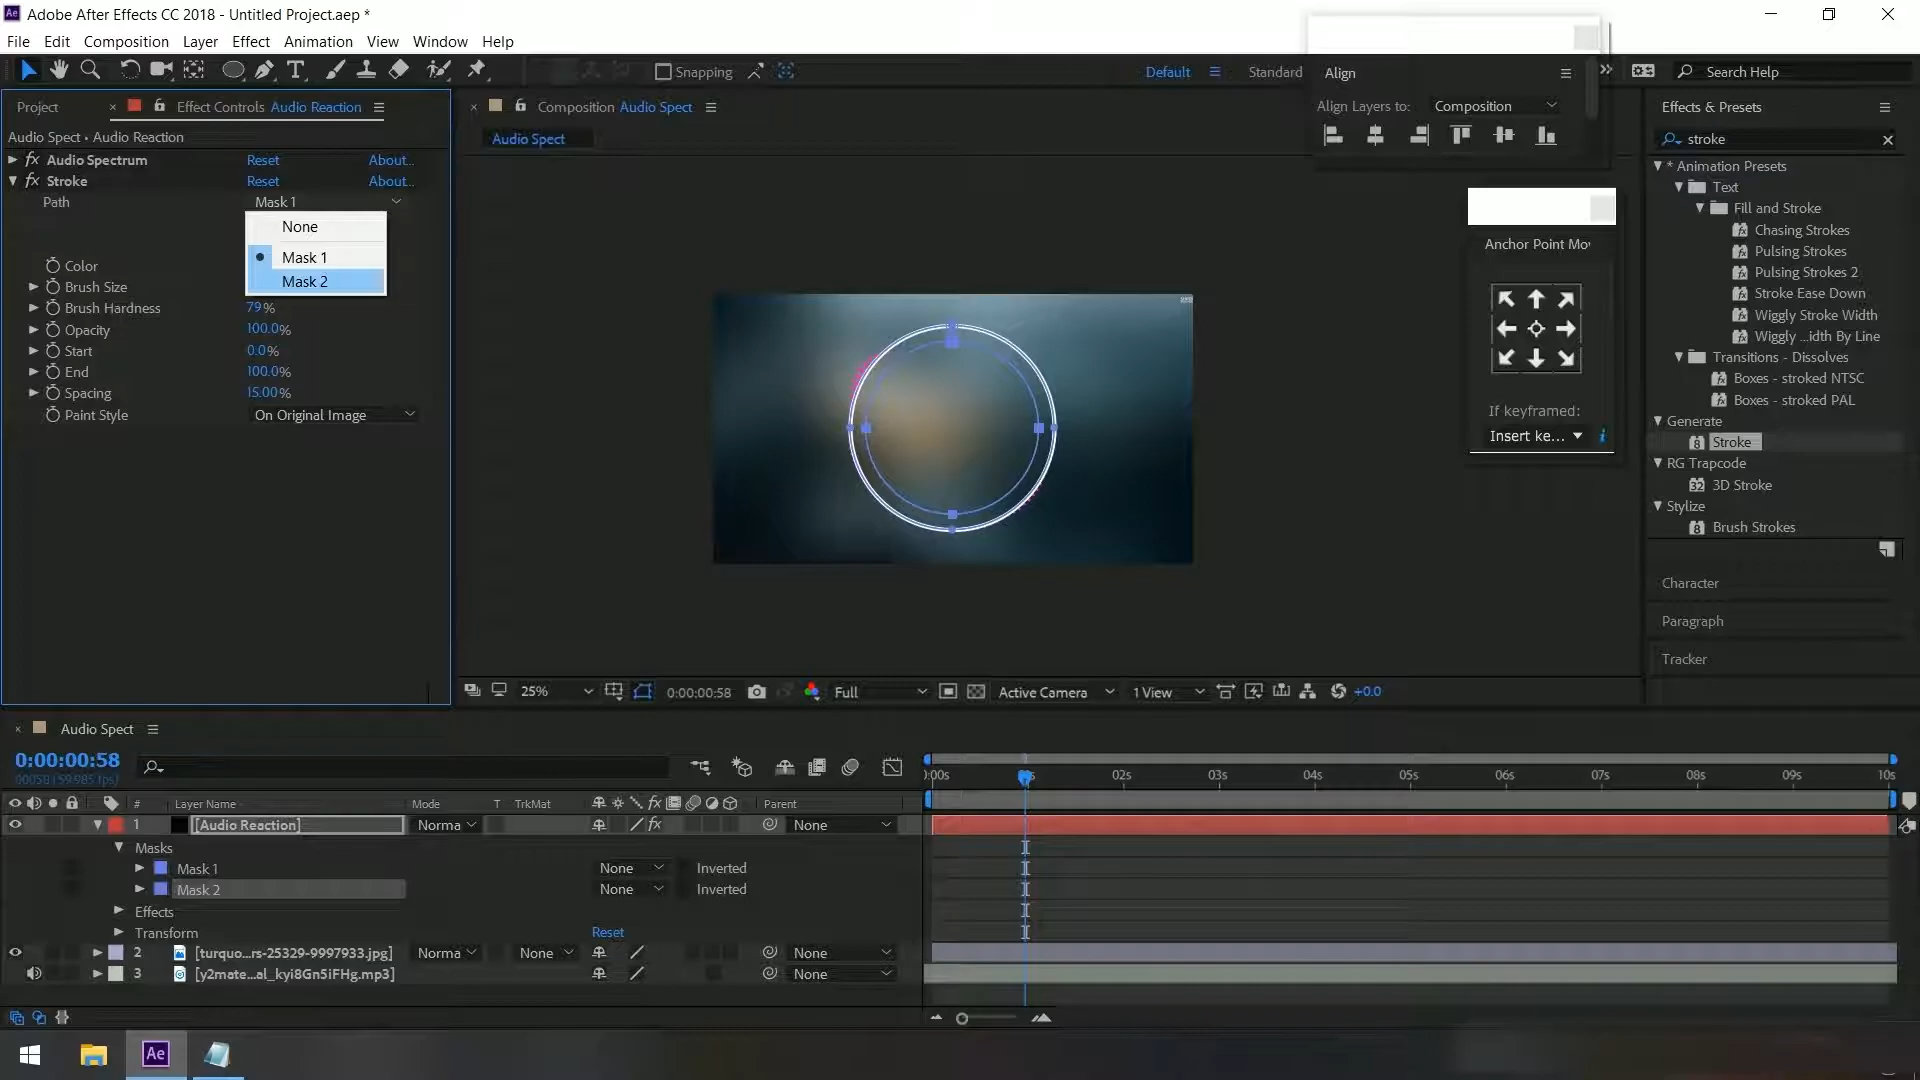 Adobe After Effects CC 2018 - Untitled Project.aep *
File Edit Composition Layer Effect Animation View Window Help
Snapping
Default
Standard
Search Help
Project
Effect Controls Audio Reaction
Audio Spect • Audio Reaction
Audio Spectrum Reset About...
Stroke Reset About...
Path Mask 1
None
Mask 1
Mask 2
Color
Brush Size
Brush Hardness 79%
Opacity 100.0%
Start 0.0%
End 100.0%
Spacing 15.00%
Paint Style On Original Image
Composition Audio Spect
Audio Spect
Align
Align Layers to: Composition
Anchor Point Mo
If keyframed:
Insert ke...
Effects & Presets
stroke
* Animation Presets
Text
Fill and Stroke
Chasing Strokes
Pulsing Strokes
Pulsing Strokes 2
Stroke Ease Down
Wiggly Stroke Width
Wiggly ...idth By Line
Transitions - Dissolves
Boxes - stroked NTSC
Boxes - stroked PAL
Generate
Stroke
RG Trapcode
3D Stroke
Stylize
Brush Strokes
Character
Paragraph
Tracker
25% 0:00:00:58 Full Active Camera 1 View +0.0
Audio Spect
0:00:00:58
00058 (59.985 fps)
:00s 02s 03s 04s 05s 06s 07s 08s 09s 10s
# Layer Name Mode T TrkMat Parent
1 [Audio Reaction] Norma None
Masks
Mask 1 None Inverted
Mask 2 None Inverted
Effects
Transform Reset
2 [turquo...rs-25329-9997933.jpg] Norma None None
3 [y2mate...al_kyi8Gn5iFHg.mp3] None
Ae